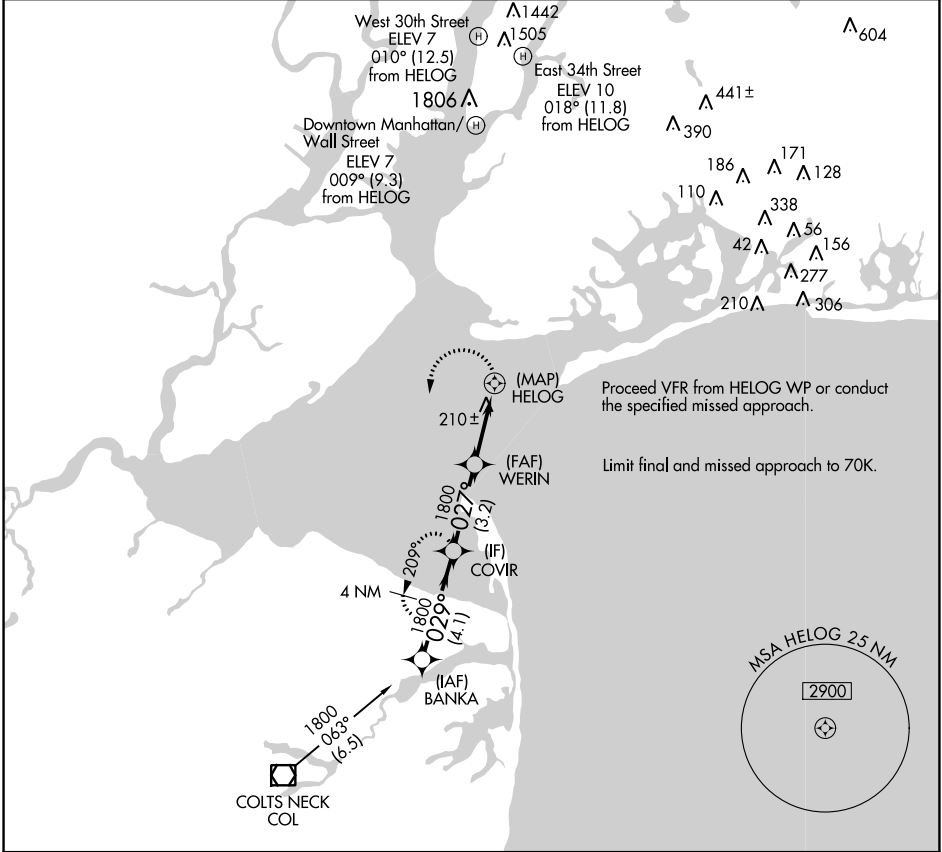 1442
West 30th Street
ELEV 7
010° (12.5)
from HELOG
H
1505
H
604
East 34th Street
ELEV 10
018° (11.8)
from HELOG
1806
441±
390
Downtown Manhattan/
Wall Street
H
ELEV 7
009° (9.3)
from HELOG
186
171
128
110
338
56
42
156
277
210
306
(MAP)
HELOG
210±
Proceed VFR from HELOG WP or conduct
the specified missed approach.
(FAF)
WERIN
Limit final and missed approach to 70K.
1800
027°
(3.2)
(IF)
COVIR
209°
4 NM
1800
029°
(4.1)
(IAF)
BANKA
MSA HELOG 25 NM
2900
1800
063°
(6.5)
COLTS NECK
COL